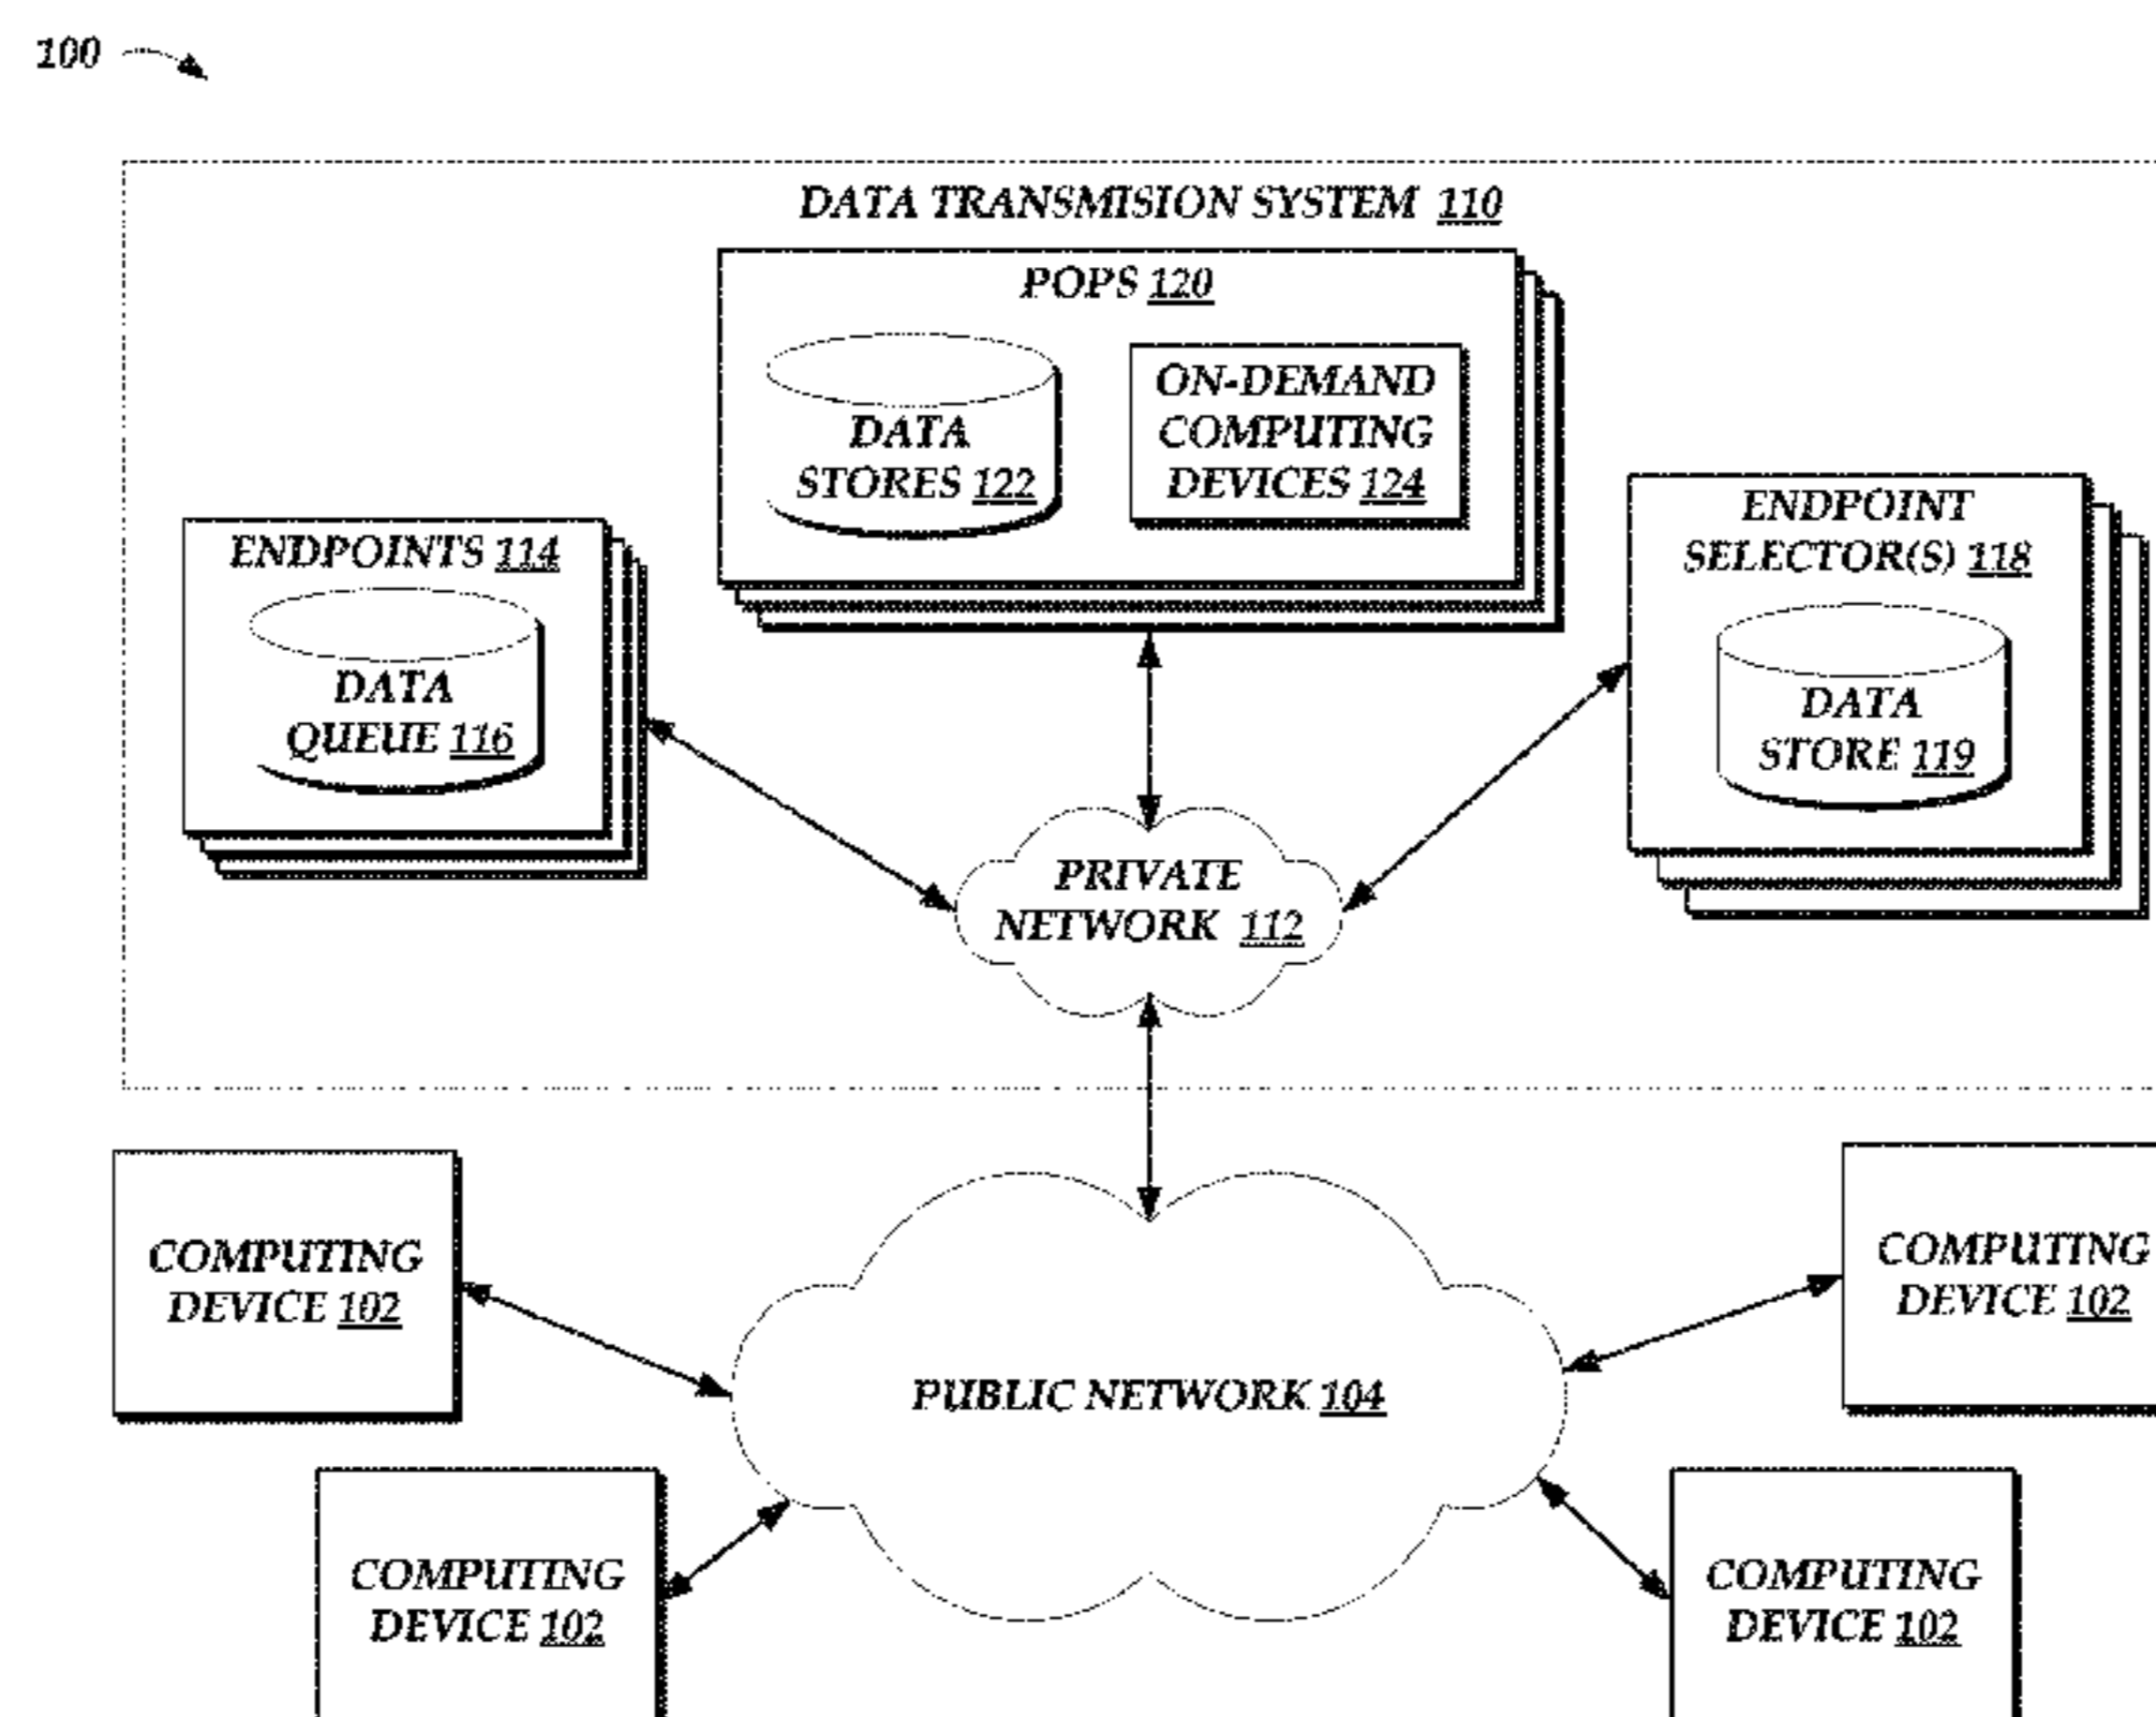 100
DATA TRANSMISION SYSTEM 110
POPS 120
DATA
STORES 122
ON-DEMAND
COMPUTING
DEVICES 124
ENDPOINTS 114
DATA
QUEUE 116
ENDPOINT
SELECTOR(S) 118
DATA
STORE 119
PRIVATE
NETWORK 112
COMPUTING
DEVICE 102
COMPUTING
DEVICE 102
PUBLIC NETWORK 104
COMPUTING
DEVICE 102
COMPUTING
DEVICE 102